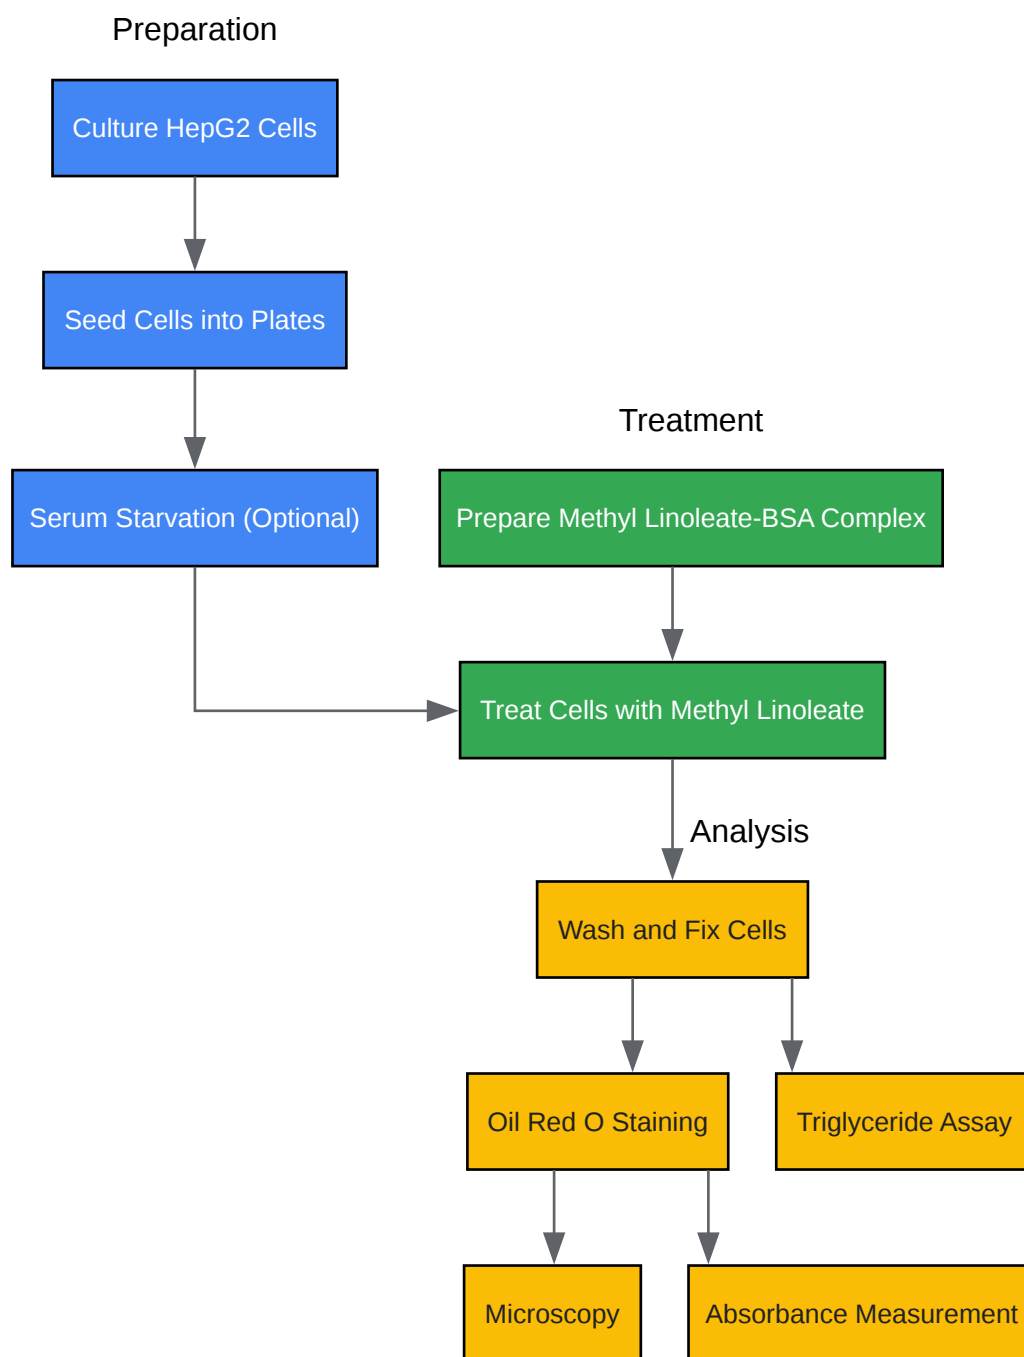 Preparation
Culture HepG2 Cells
Seed Cells into Plates
Treatment
Serum Starvation (Optional)
Prepare Methyl Linoleate-BSA Complex
Treat Cells with Methyl Linoleate
Analysis
Wash and Fix Cells
Oil Red O Staining
Triglyceride Assay
Microscopy
Absorbance Measurement